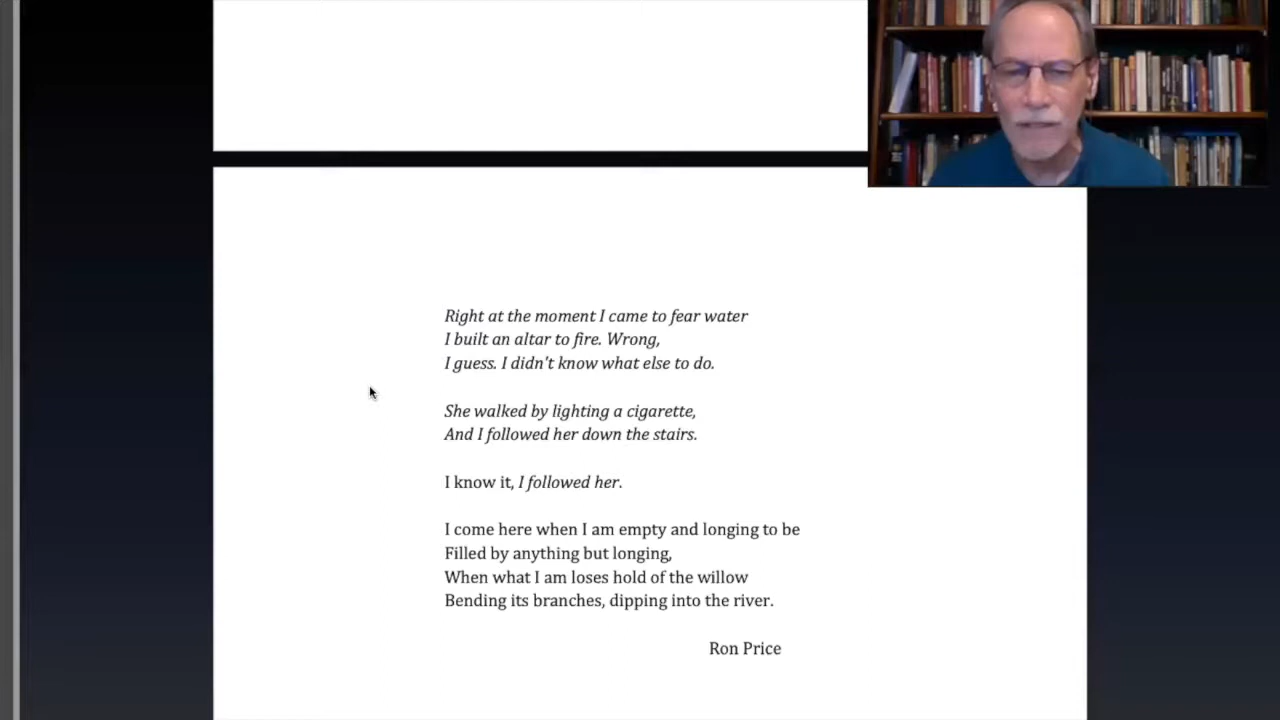 Right at the moment I came to fear water
I built an altar to fire. Wrong,
I guess. I didn't know what else to do.
She walked by lighting a cigarette,
And I followed her down the stairs.
I know it, I followed her.
I come here when I am empty and longing to be
Filled by anything but longing,
When what I am loses hold of the willow
Bending its branches, dipping into the river.
Ron Price